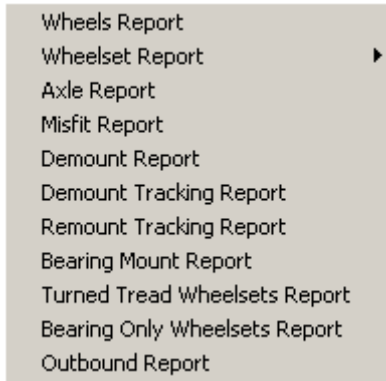 Wheels Report
Wheelset Report
Axle Report
Misfit Report
Demount Report
Demount Tracking Report
Remount Tracking Report
Bearing Mount Report
Turned Tread Wheelsets Report
Bearing Only Wheelsets Report
Outbound Report